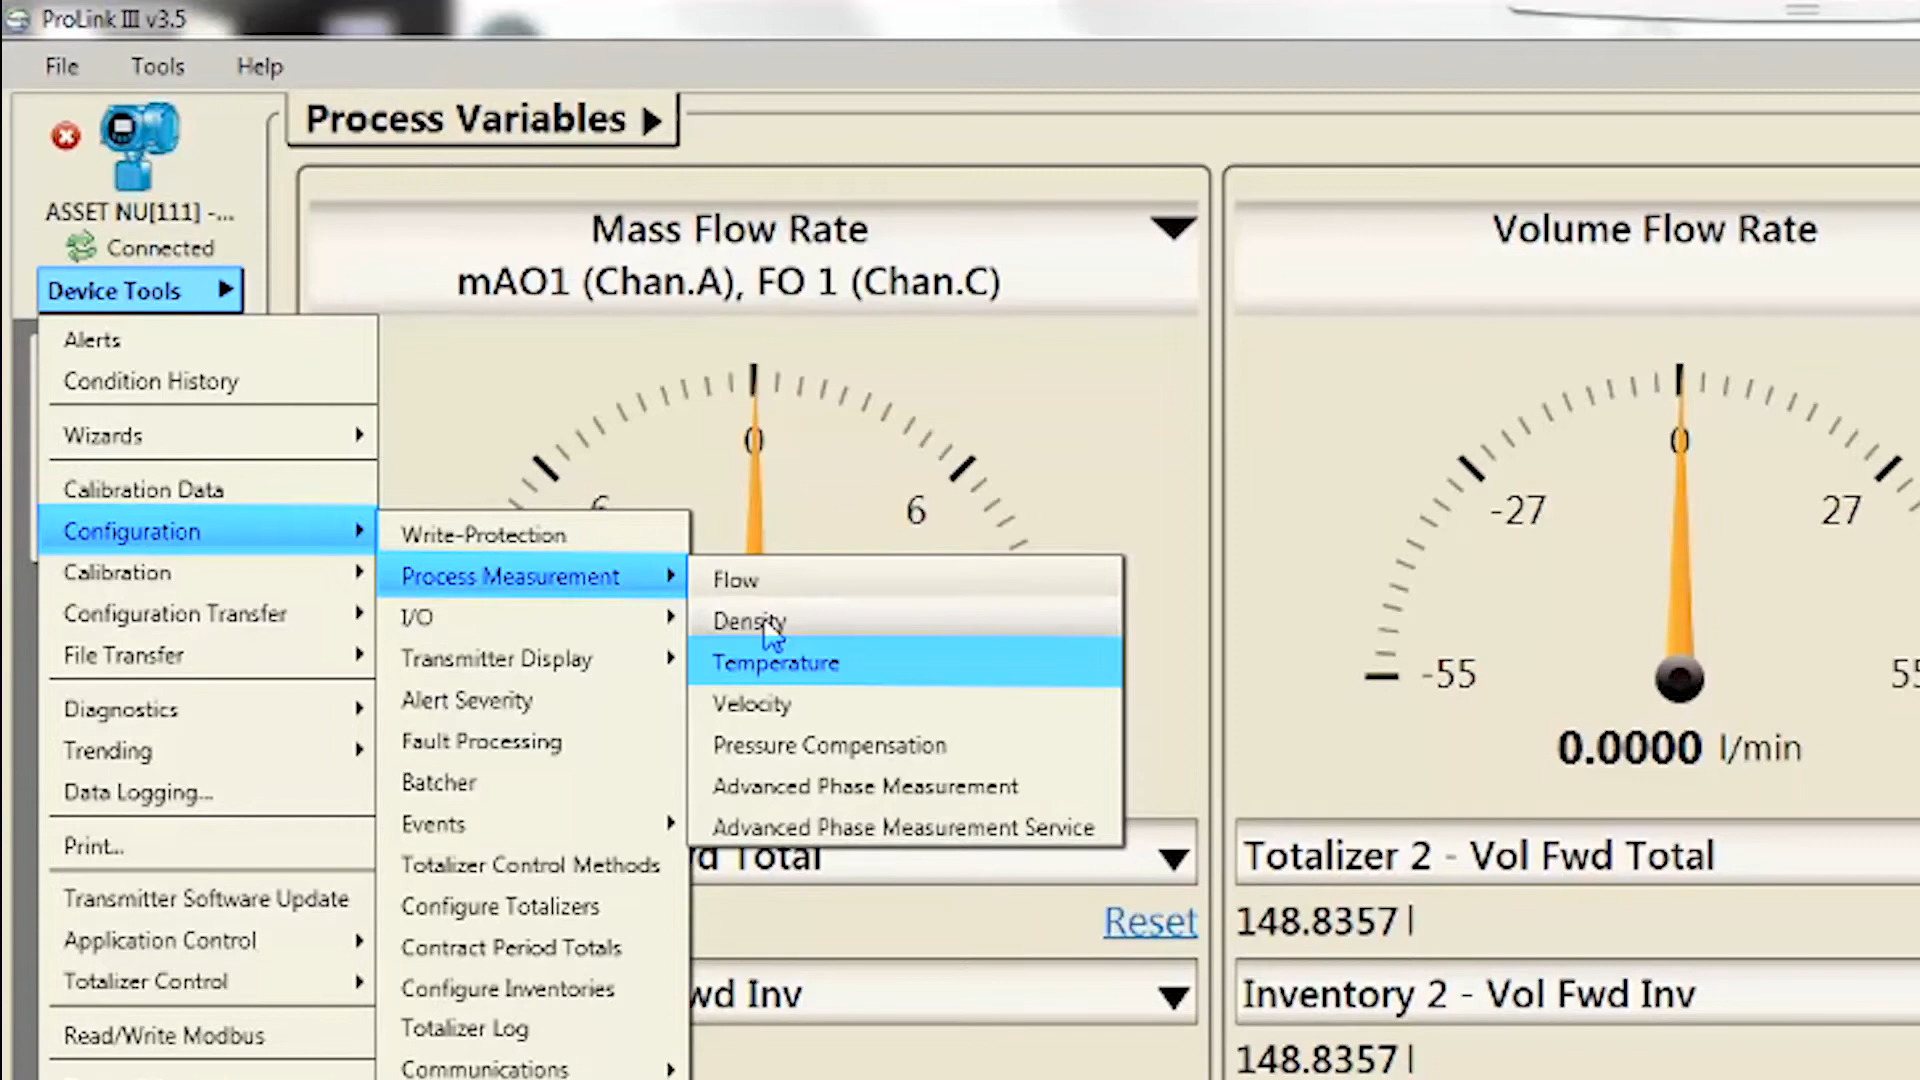 ProLink III v3.5
File Tools Help
Process Variables
ASSET NU[111] -...
Connected
Device Tools
Mass Flow Rate
mAO1 (Chan.A), FO 1 (Chan.C)
Volume Flow Rate
Alerts
Condition History
Wizards
Calibration Data
Configuration
Calibration
Configuration Transfer
File Transfer
Diagnostics
Trending
Data Logging...
Print...
Transmitter Software Update
Application Control
Totalizer Control
Read/Write Modbus
Write-Protection
Process Measurement
I/O
Transmitter Display
Alert Severity
Fault Processing
Batcher
Events
Totalizer Control Methods
Configure Totalizers
Contract Period Totals
Configure Inventories
Totalizer Log
Communications
Flow
Density
Temperature
Velocity
Pressure Compensation
Advanced Phase Measurement
Advanced Phase Measurement Service
0
6
0
-27 27
-55 55
0.0000 l/min
Total
Reset
wd Inv
Totalizer 2 - Vol Fwd Total
148.8357 l
Inventory 2 - Vol Fwd Inv
148.8357 l